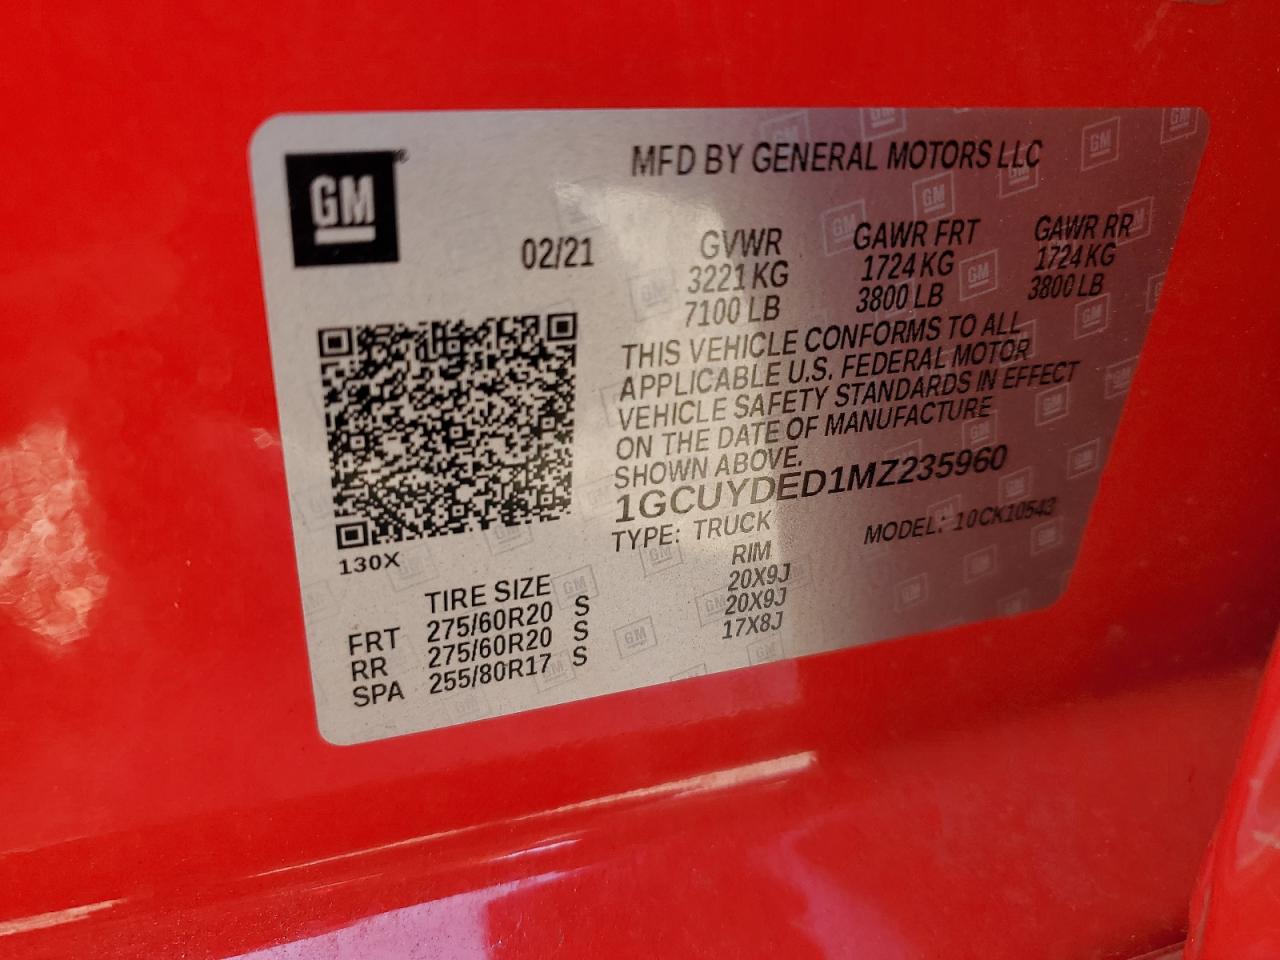 GM
MFD BY GENERAL MOTORS LLC
02/21
GVWR GAWR FRT GAWR RR
3221 KG 1724 KG 1724 KG
7100 LB 3800 LB 3800 LB
THIS VEHICLE CONFORMS TO ALL
APPLICABLE U.S. FEDERAL MOTOR
VEHICLE SAFETY STANDARDS IN EFFECT
ON THE DATE OF MANUFACTURE
SHOWN ABOVE.
1GCUYDED1MZ235960
TYPE: TRUCK MODEL: 10CK10543
130X
TIRE SIZE RIM
FRT 275/60R20 S 20X9J
RR 275/60R20 S 20X9J
SPA 255/80R17 S 17X8J